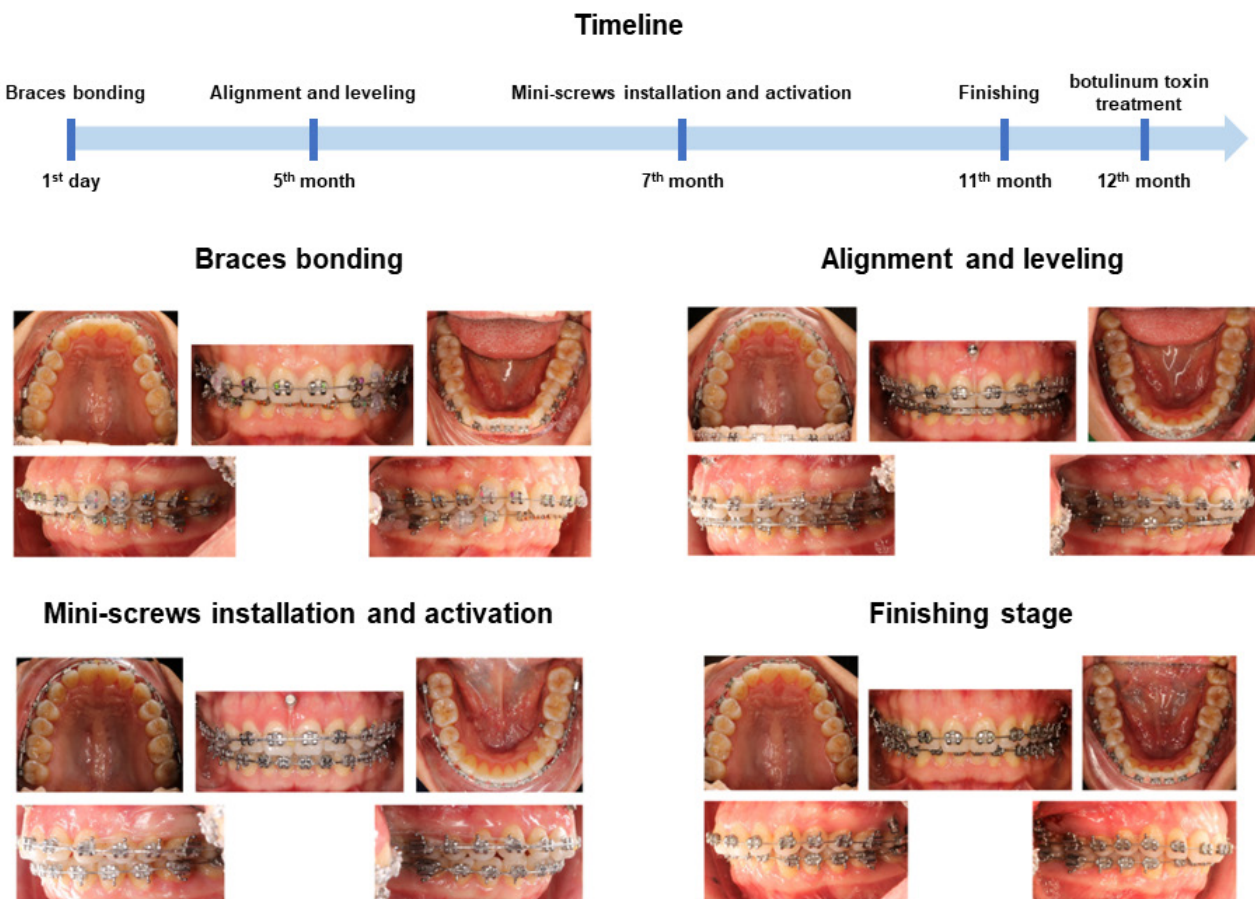 Timeline
Braces bonding
Alignment and leveling
Mini-screws installation and activation
Finishing
botulinum toxin
treatment
1st day
5th month
7th month
11th month
12th month
Braces bonding
Alignment and leveling
Mini-screws installation and activation
Finishing stage